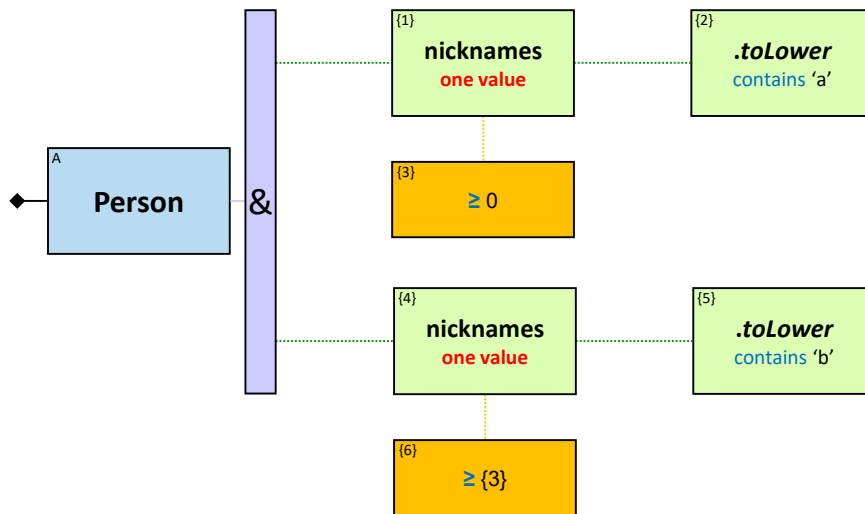 A
Person
&
{1}
nicknames
one value
{2}
.toLower
contains ‘a’
{3}
≥ 0
{4}
nicknames
one value
{5}
.toLower
contains ‘b’
{6}
≥ {3}